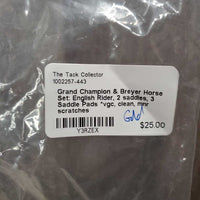 The Tack Collector
1002257-443
Grand Champion & Breyer Horse
Set: English Rider, 2 saddles, 3
Saddle Pads *vgc, clean, mnr
scratches
Y3RZEX
$25.00